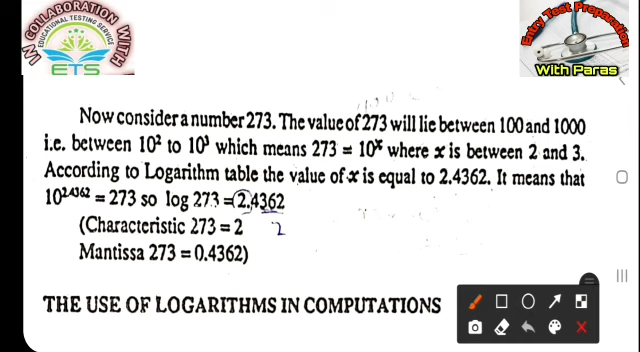 IN COLLABORATION WITH
EDUCATIONAL TESTING SERVICE
ETS
Entry Test Preparation
With Paras
Now consider a number 273. The value of 273 will lie between 100 and 1000
i.e. between 10² to 10³ which means 273 = 10ˣ where x is between 2 and 3.
According to Logarithm table the value of x is equal to 2.4362. It means that
10²·⁴³⁶² = 273 so log 273 = 2.4362
(Characteristic 273 = 2 2
Mantissa 273 = 0.4362)
THE USE OF LOGARITHMS IN COMPUTATIONS